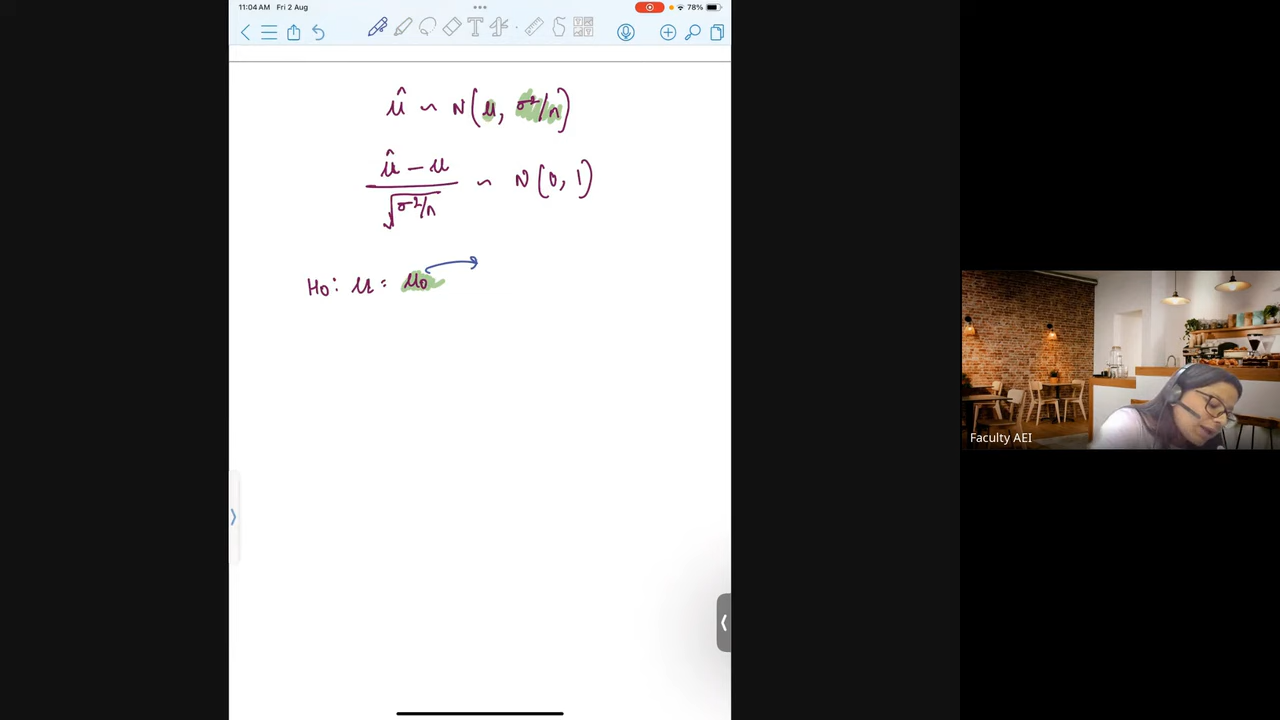 11:04 AM Fri 2 Aug
78%
μ̂ ~ N(μ, σ²/n)
μ̂ − μ / √σ²/n ~ N(0, 1)
H0: μ = μ0
Faculty AEI